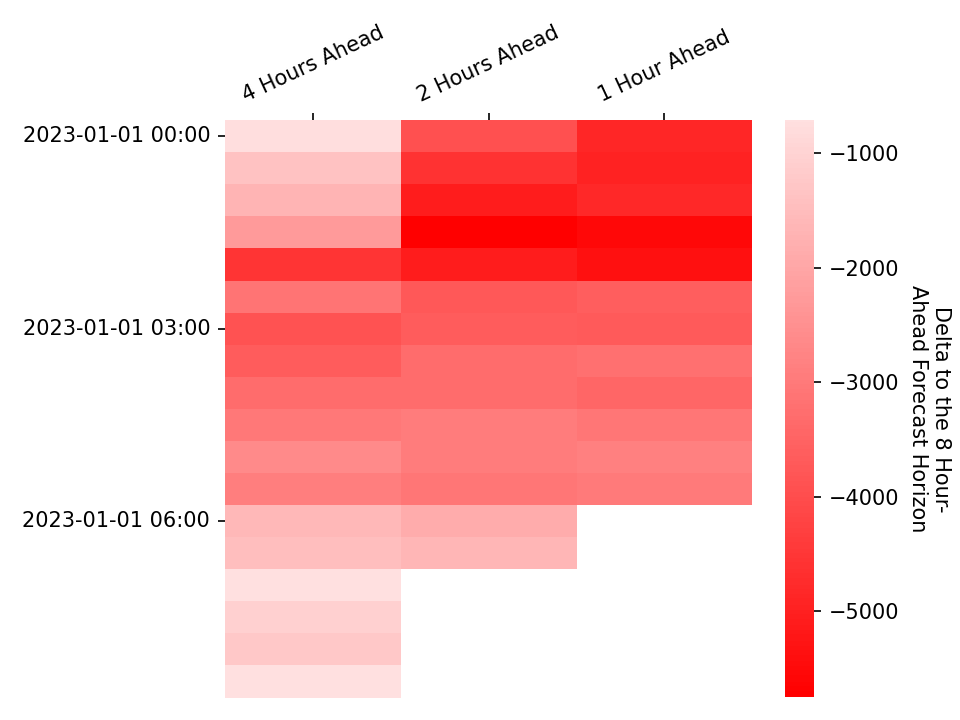 4 Hours Ahead
2 Hours Ahead
1 Hour Ahead
2023-01-01 00:00
2023-01-01 03:00
2023-01-01 06:00
−1000
−2000
−3000
−4000
−5000
Delta to the 8 Hour-
Ahead Forecast Horizon